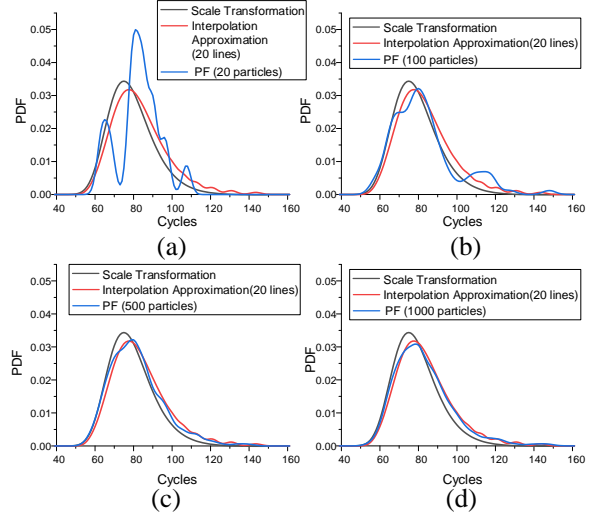 Scale Transformation
Interpolation
Approximation
(20 lines)
PF (20 particles)
0.05
0.04
0.03
0.02
0.01
0.00
PDF
40 60 80 100 120 140 160
Cycles
(a)
Scale Transformation
Interpolation Approximation(20 lines)
PF (100 particles)
0.05
0.04
0.03
0.02
0.01
0.00
PDF
40 60 80 100 120 140 160
Cycles
(b)
Scale Transformation
Interpolation Approximation(20 lines)
PF (500 particles)
0.05
0.04
0.03
0.02
0.01
0.00
PDF
40 60 80 100 120 140 160
Cycles
(c)
Scale Transformation
Interpolation Approximation(20 lines)
PF (1000 particles)
0.05
0.04
0.03
0.02
0.01
0.00
PDF
40 60 80 100 120 140 160
Cycles
(d)